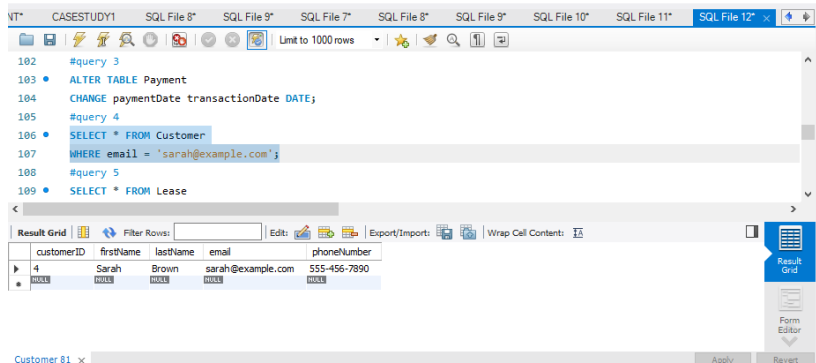 NT* CASESTUDY1 SQL File 8* SQL File 9* SQL File 7* SQL File 8* SQL File 9* SQL File 10* SQL File 11* SQL File 12*
Limit to 1000 rows
102 #query 3
103 ALTER TABLE Payment
104 CHANGE paymentDate transactionDate DATE;
105 #query 4
106 SELECT * FROM Customer
107 WHERE email = 'sarah@example.com';
108 #query 5
109 SELECT * FROM Lease
Result Grid Filter Rows: Edit: Export/Import: Wrap Cell Content:
customerID firstName lastName email phoneNumber
4 Sarah Brown sarah@example.com 555-456-7890
NULL NULL NULL NULL NULL
Result
Grid
Form
Editor
Customer 81 Apply Revert